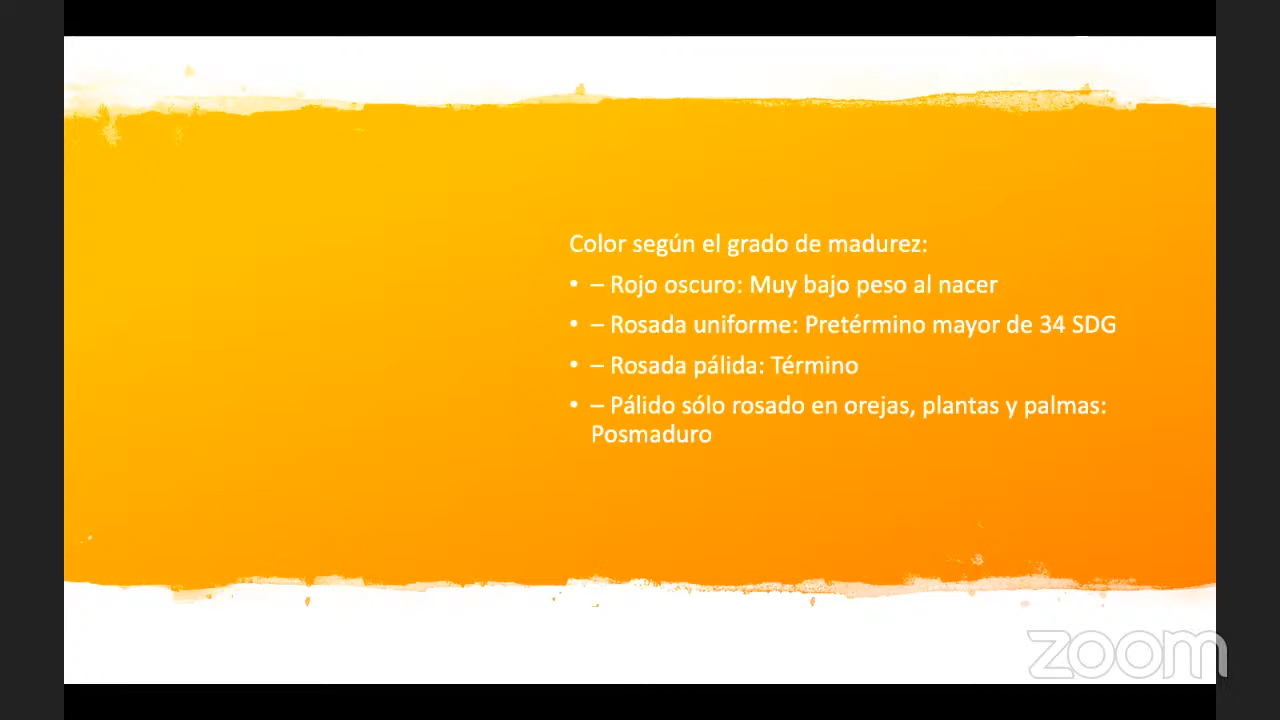 Color según el grado de madurez:
• – Rojo oscuro: Muy bajo peso al nacer
• – Rosada uniforme: Pretérmino mayor de 34 SDG
• – Rosada pálida: Término
• – Pálido sólo rosado en orejas, plantas y palmas:
Posmaduro
zoom